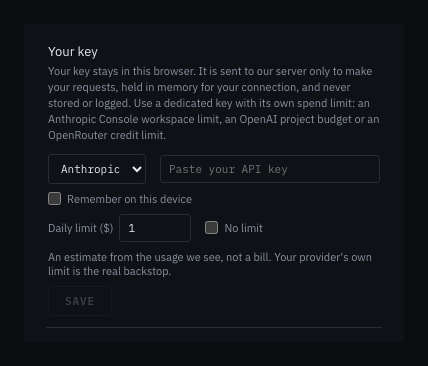 Your key
Your key stays in this browser. It is sent to our server only to make
your requests, held in memory for your connection, and never
stored or logged. Use a dedicated key with its own spend limit: an
Anthropic Console workspace limit, an OpenAI project budget or an
OpenRouter credit limit.
Anthropic Paste your API key
Remember on this device
Daily limit ($) 1 No limit
An estimate from the usage we see, not a bill. Your provider's own
limit is the real backstop.
SAVE